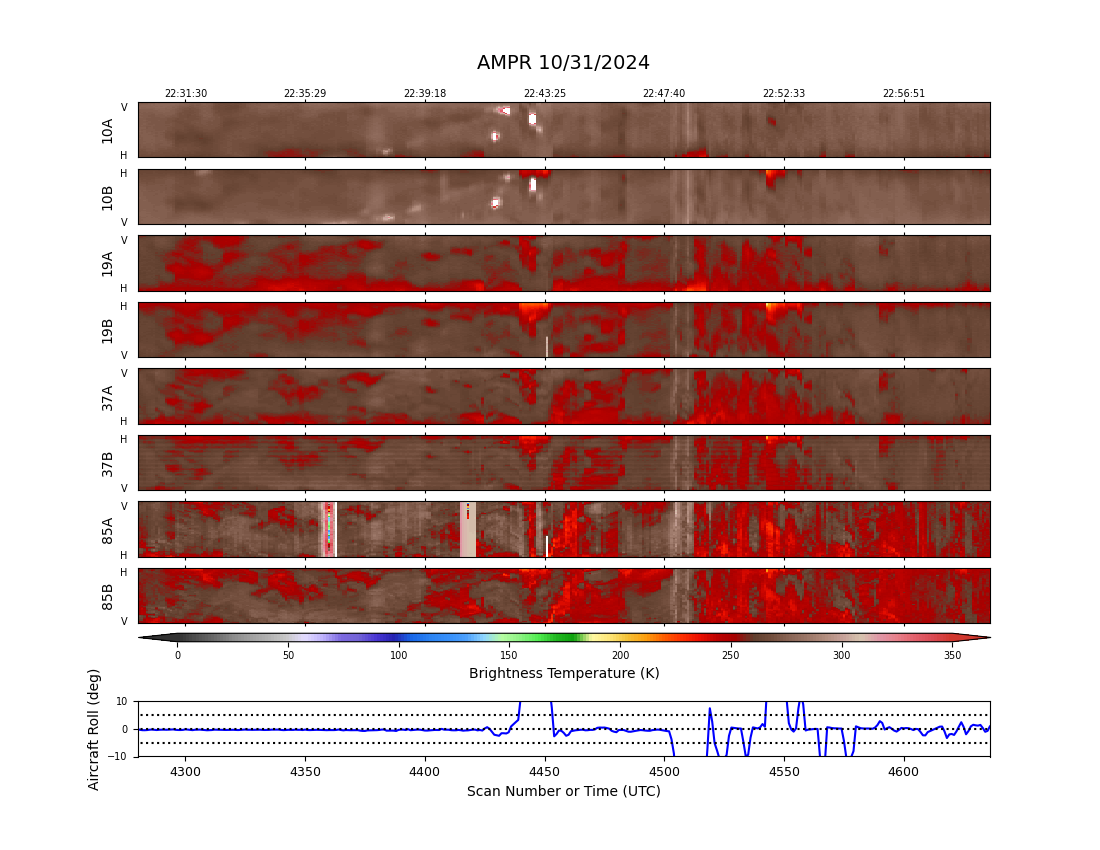 AMPR 10/31/2024
22:31:30 22:35:29 22:39:18 22:43:25 22:47:40 22:52:33 22:56:51
V
10A
H
H
10B
V
V
19A
H
H
19B
V
V
37A
H
H
37B
V
V
85A
H
H
85B
V
0 50 100 150 200 250 300 350
Brightness Temperature (K)
Aircraft Roll (deg)
10
0
−10
4300 4350 4400 4450 4500 4550 4600
Scan Number or Time (UTC)